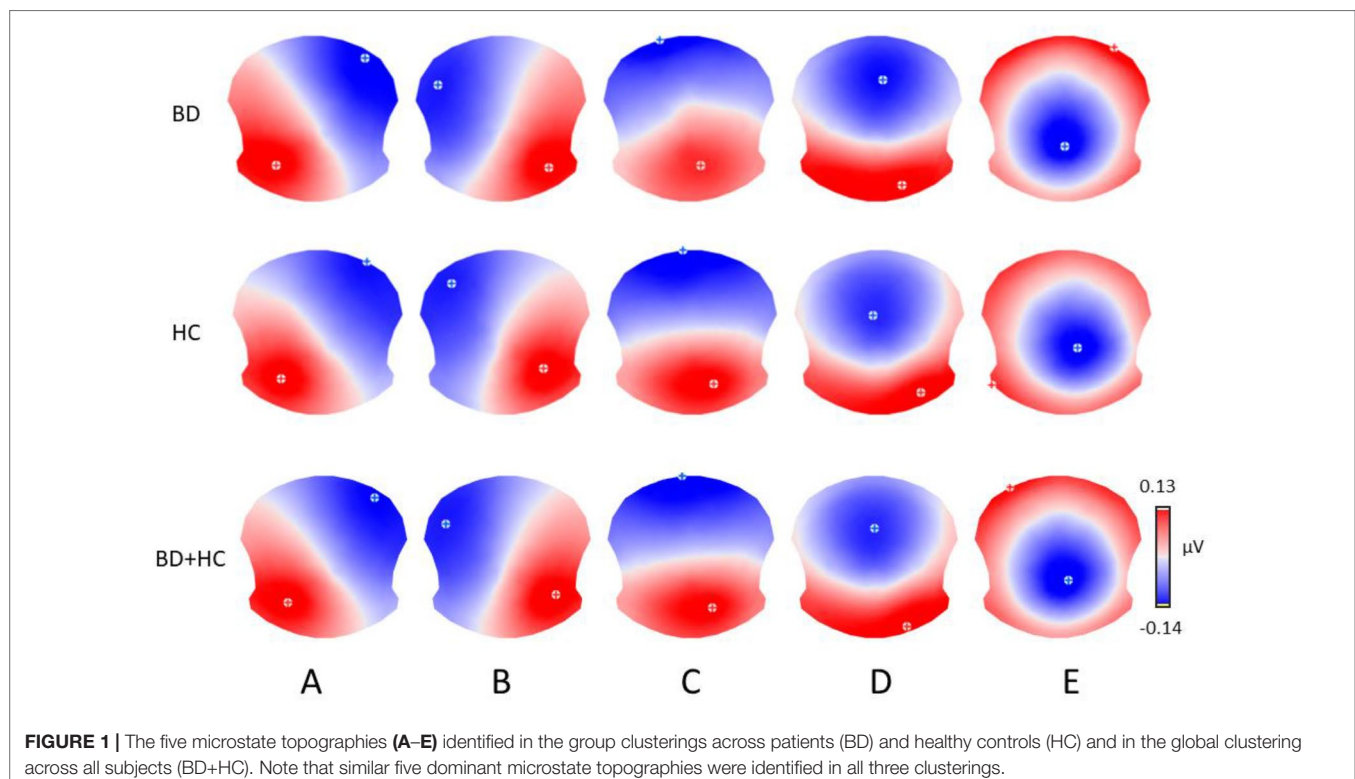 BD
HC
BD+HC
0.13
μV
-0.14
A B C D E
FIGURE 1 | The five microstate topographies (A–E) identified in the group clusterings across patients (BD) and healthy controls (HC) and in the global clustering
across all subjects (BD+HC). Note that similar five dominant microstate topographies were identified in all three clusterings.